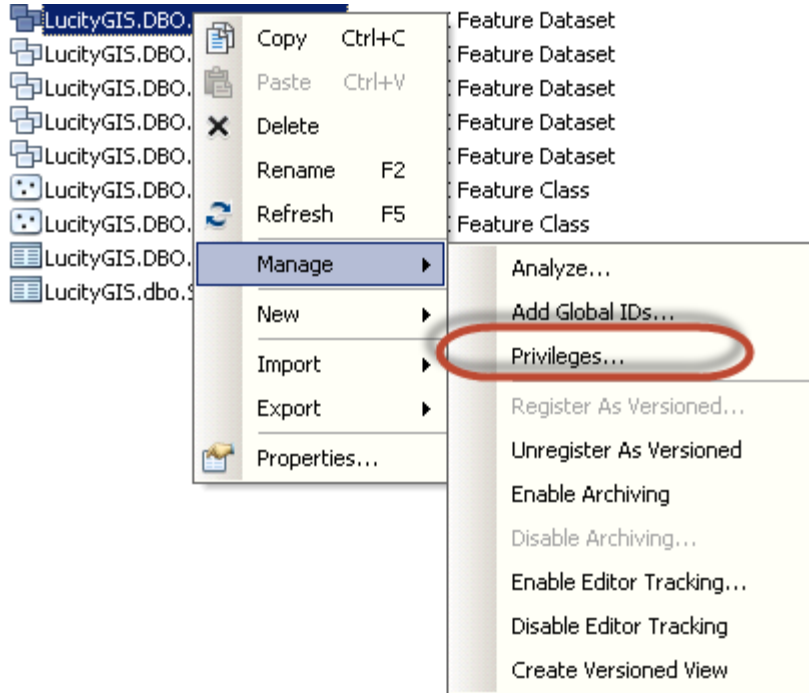 LucityGIS.DBO.
Feature Dataset
LucityGIS.DBO.
Feature Dataset
LucityGIS.DBO.
Feature Dataset
LucityGIS.DBO.
Feature Dataset
LucityGIS.DBO.
Feature Dataset
LucityGIS.DBO.
Feature Class
LucityGIS.DBO.
Feature Class
LucityGIS.DBO.
LucityGIS.dbo.
Copy Ctrl+C
Paste Ctrl+V
Delete
Rename F2
Refresh F5
Manage
New
Import
Export
Properties...
Analyze...
Add Global IDs...
Privileges...
Register As Versioned...
Unregister As Versioned
Enable Archiving
Disable Archiving...
Enable Editor Tracking...
Disable Editor Tracking
Create Versioned View